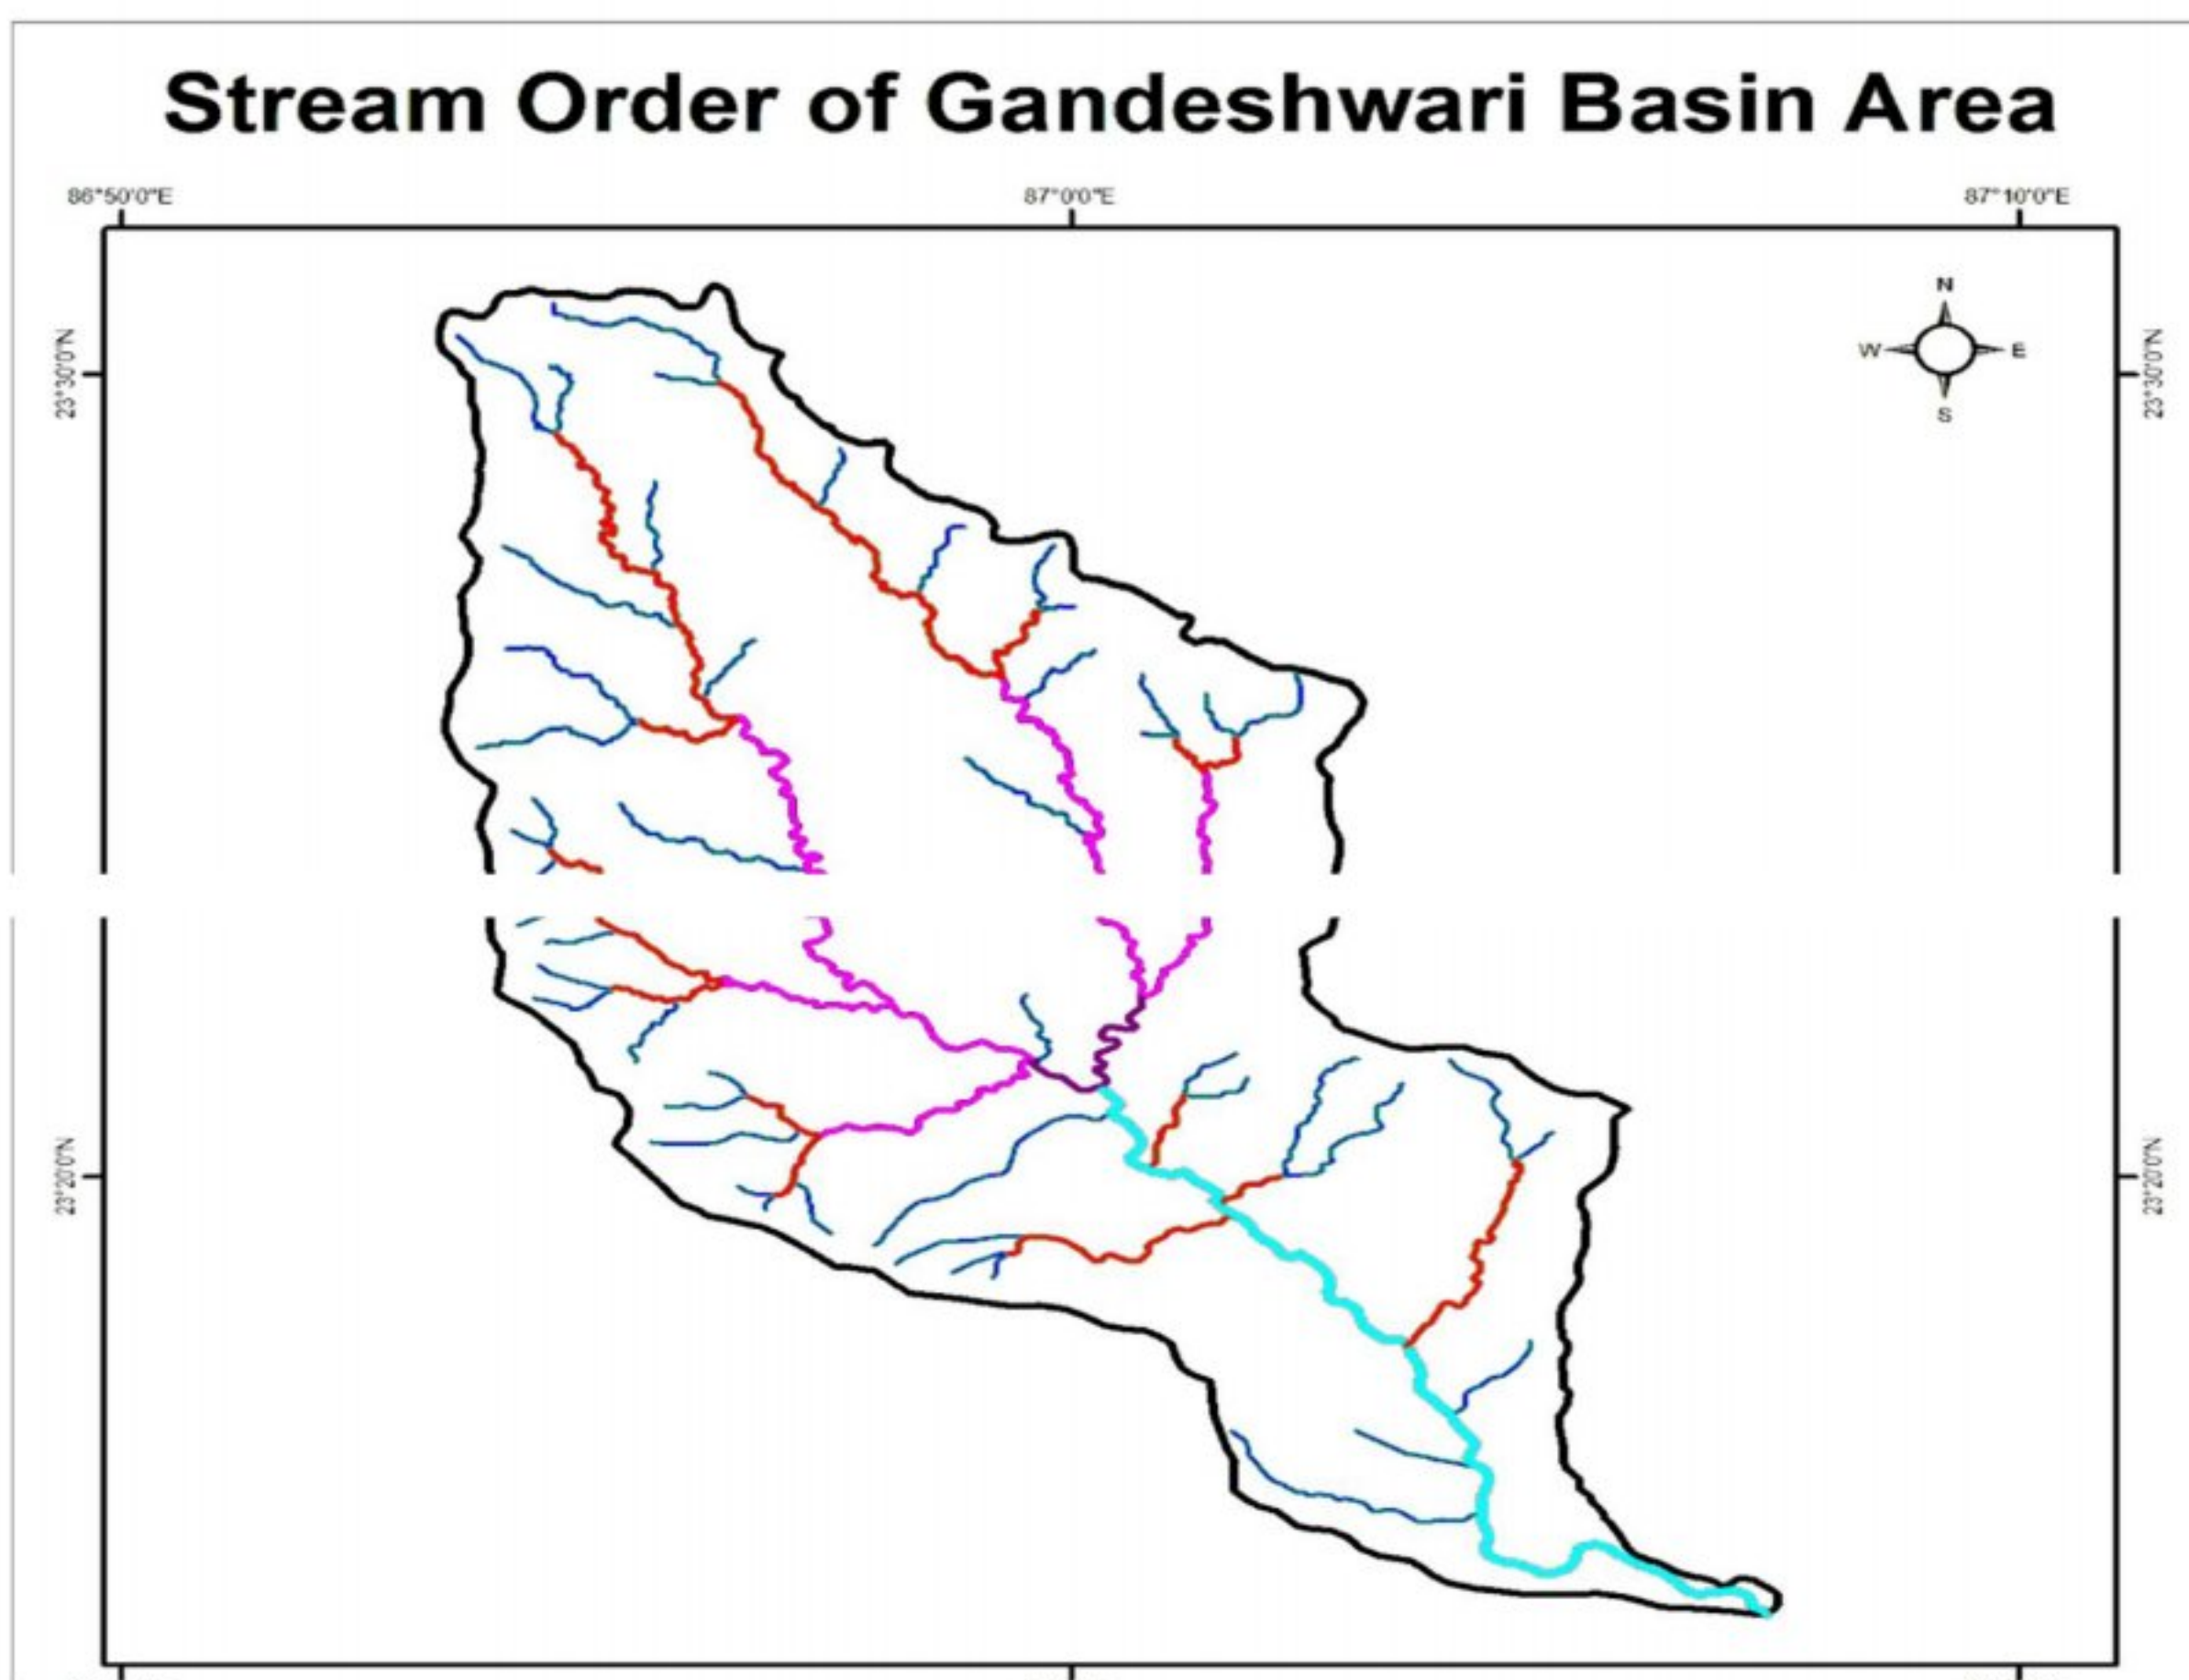 Stream Order of Gandeshwari Basin Area
86°50'0"E 87°0'0"E 87°10'0"E
N
W E
S
23°30'0"N 23°30'0"N
23°20'0"N 23°20'0"N